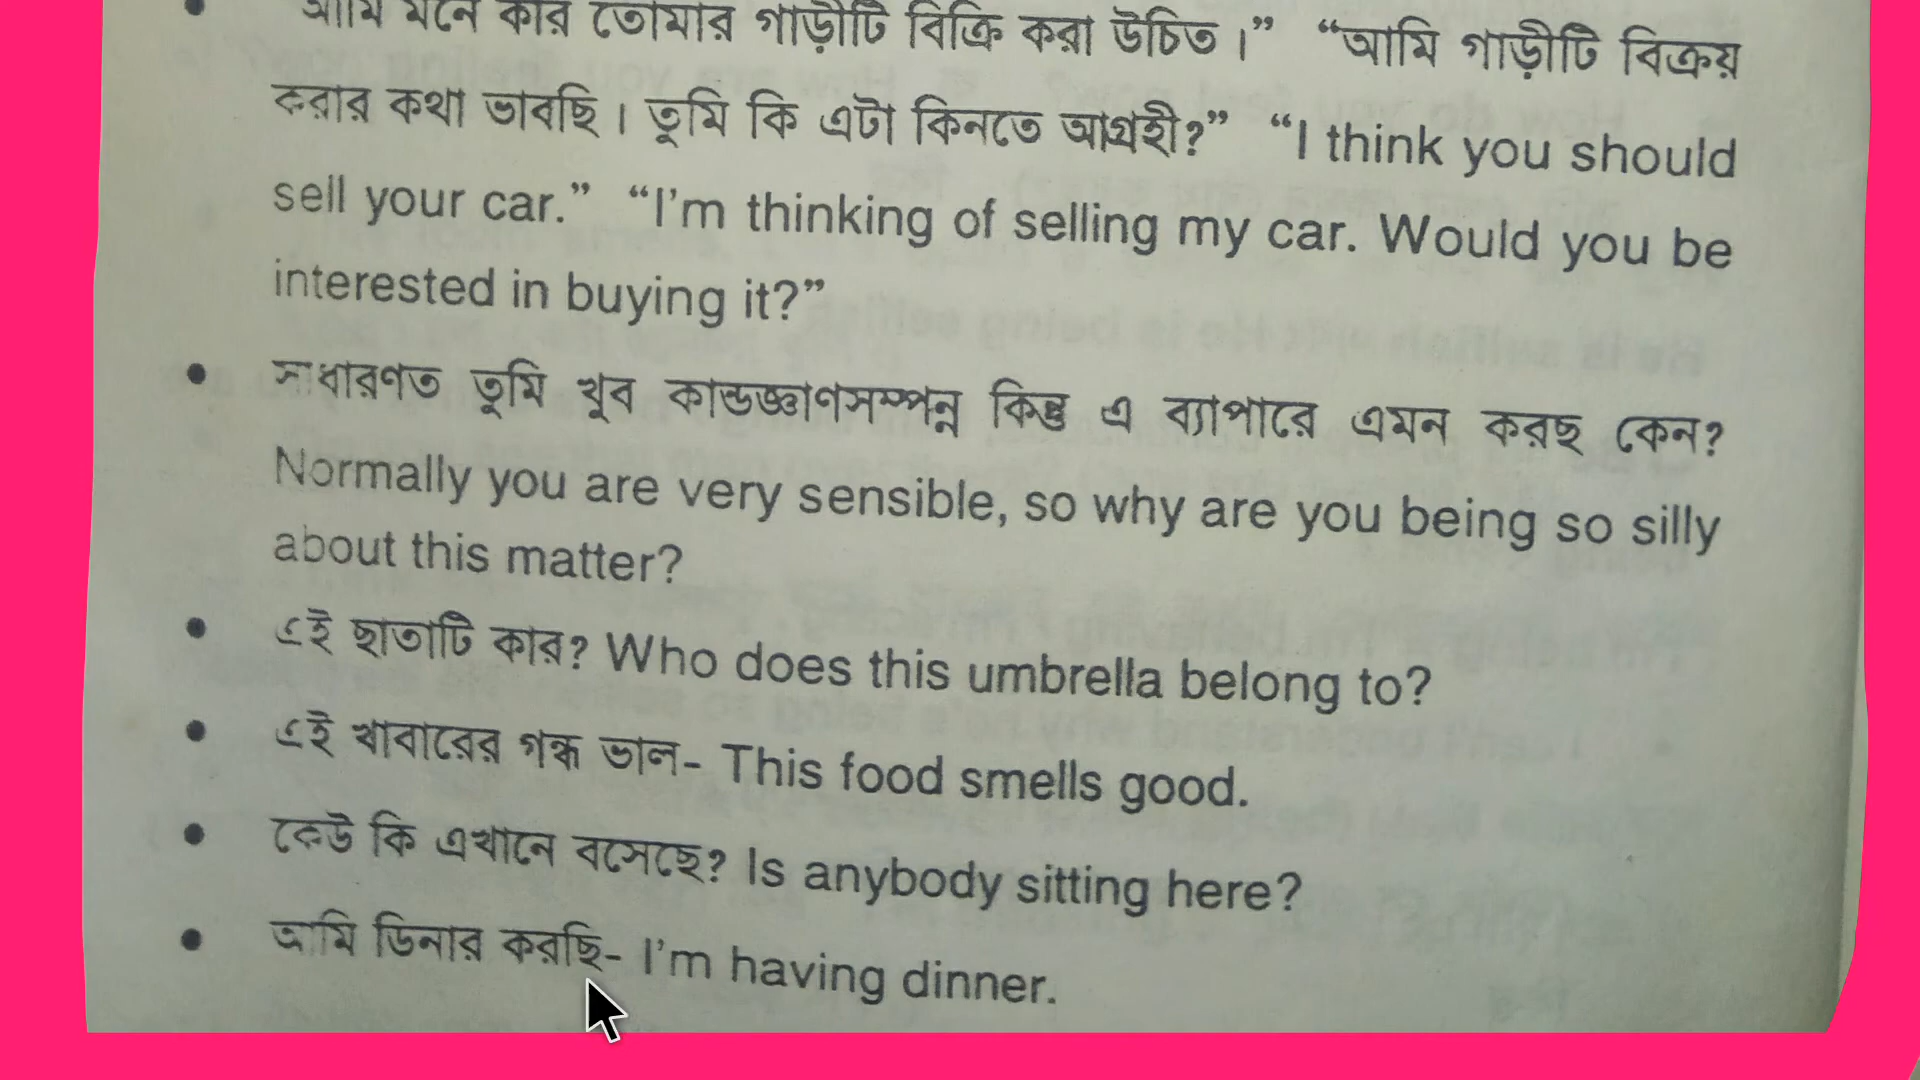 আমি মনে করি তোমার গাড়ীটি বিক্রি করা উচিত।” “আমি গাড়ীটি বিক্রয়
করার কথা ভাবছি। তুমি কি এটা কিনতে আগ্রহী?” “I think you should
sell your car.” “I’m thinking of selling my car. Would you be
interested in buying it?”
• সাধারণত তুমি খুব কান্ডজ্ঞাণসম্পন্ন কিন্তু এ ব্যাপারে এমন করছ কেন?
Normally you are very sensible, so why are you being so silly
about this matter?
• এই ছাতাটি কার? Who does this umbrella belong to?
• এই খাবারের গন্ধ ভাল- This food smells good.
• কেউ কি এখানে বসেছে? Is anybody sitting here?
• আমি ডিনার করছি- I’m having dinner.